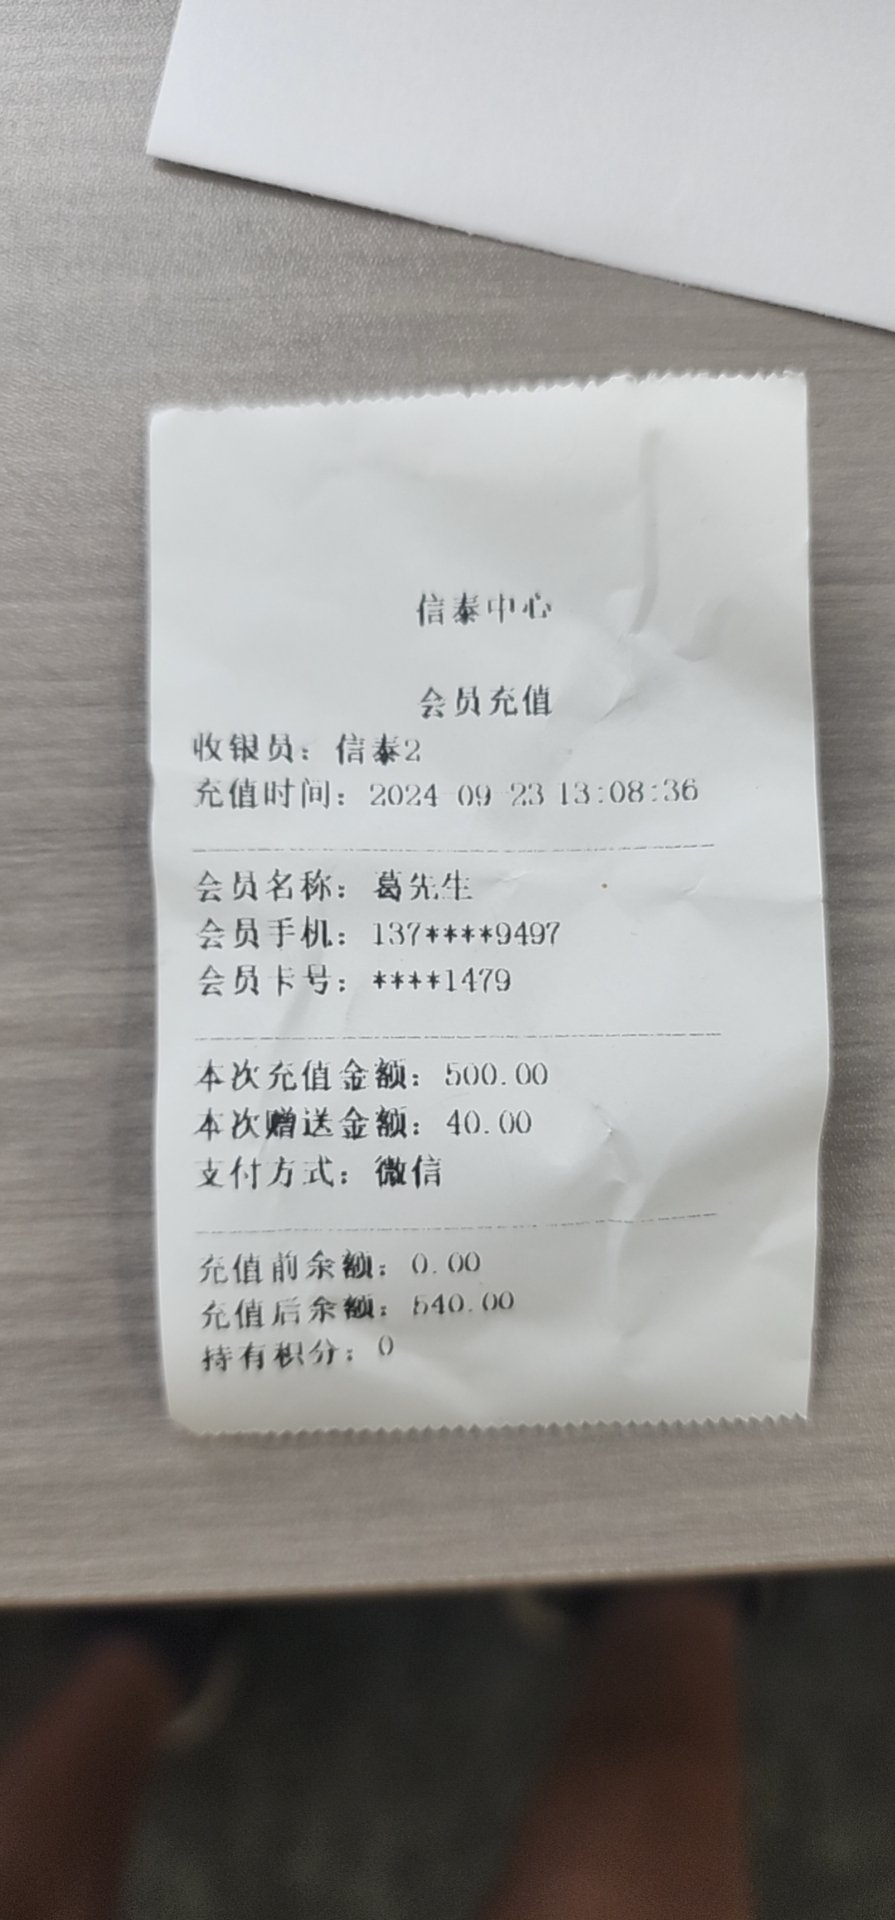 信泰中心
会员充值
收银员：信泰2
充值时间：2024-09-23 13:08:36
会员名称：葛先生
会员手机：137****9497
会员卡号：****1479
本次充值金额：500.00
本次赠送金额：40.00
支付方式：微信
充值前余额：0.00
充值后余额：540.00
持有积分：0